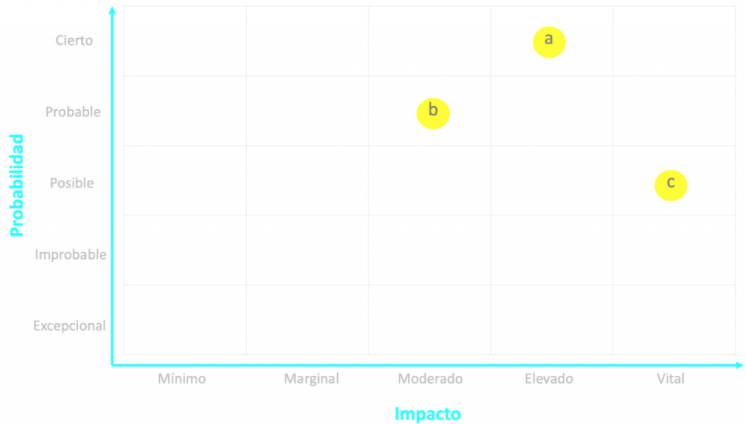 Cierto
a
Probable
b
Probabilidad
Posible
c
Improbable
Excepcional
Mínimo
Marginal
Moderado
Elevado
Vital
Impacto